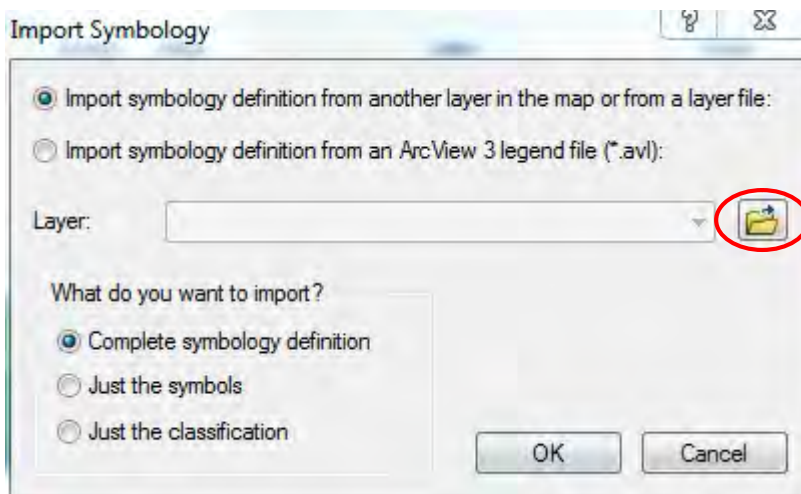 Import Symbology
Import symbology definition from another layer in the map or from a layer file:
Import symbology definition from an ArcView 3 legend file (*.avl):
Layer:
What do you want to import?
Complete symbology definition
Just the symbols
Just the classification
OK Cancel